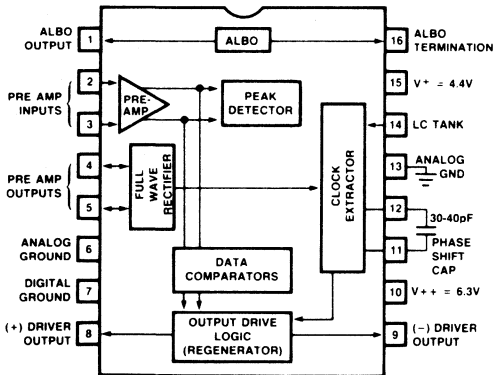 ALBO
OUTPUT
1
ALBO
16
ALBO
TERMINATION
2
PRE AMP
INPUTS
3
PRE-
AMP
PEAK
DETECTOR
15
V+ = 4.4V
14
LC TANK
4
PRE AMP
OUTPUTS
5
FULL
WAVE
RECTIFIER
CLOCK
EXTRACTOR
13
ANALOG
GND
12
30-40pF
11
PHASE
SHIFT
CAP
ANALOG
GROUND
6
DATA
COMPARATORS
DIGITAL
GROUND
7
10
V++ = 6.3V
(+) DRIVER
OUTPUT
8
OUTPUT DRIVE
LOGIC
(REGENERATOR)
9
(-) DRIVER
OUTPUT